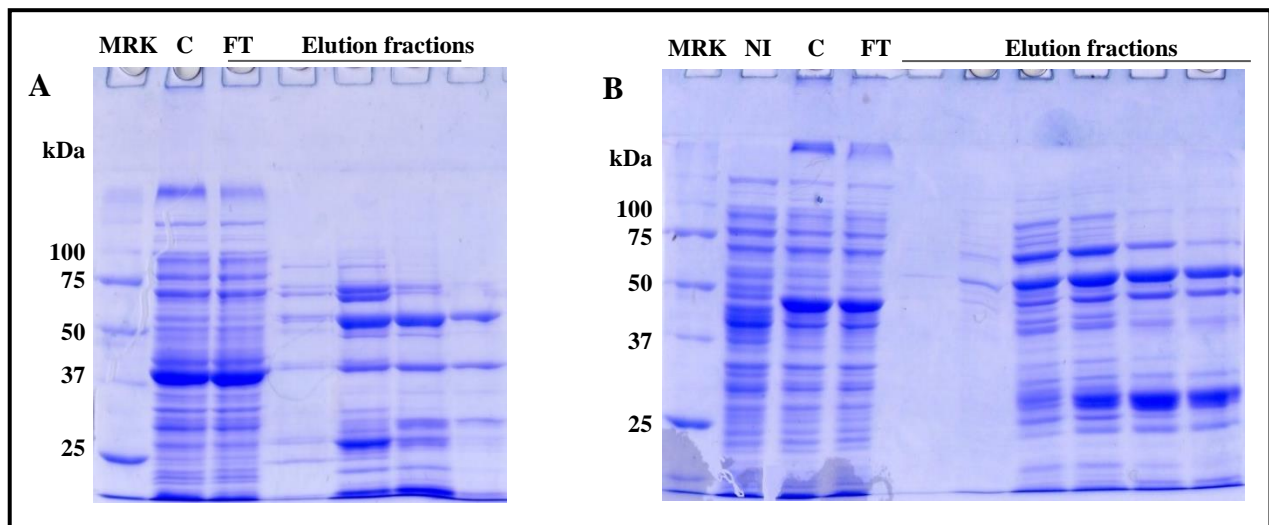 MRK C FT Elution fractions
A
kDa
100
75
50
37
25
MRK NI C FT Elution fractions
B
kDa
100
75
50
37
25